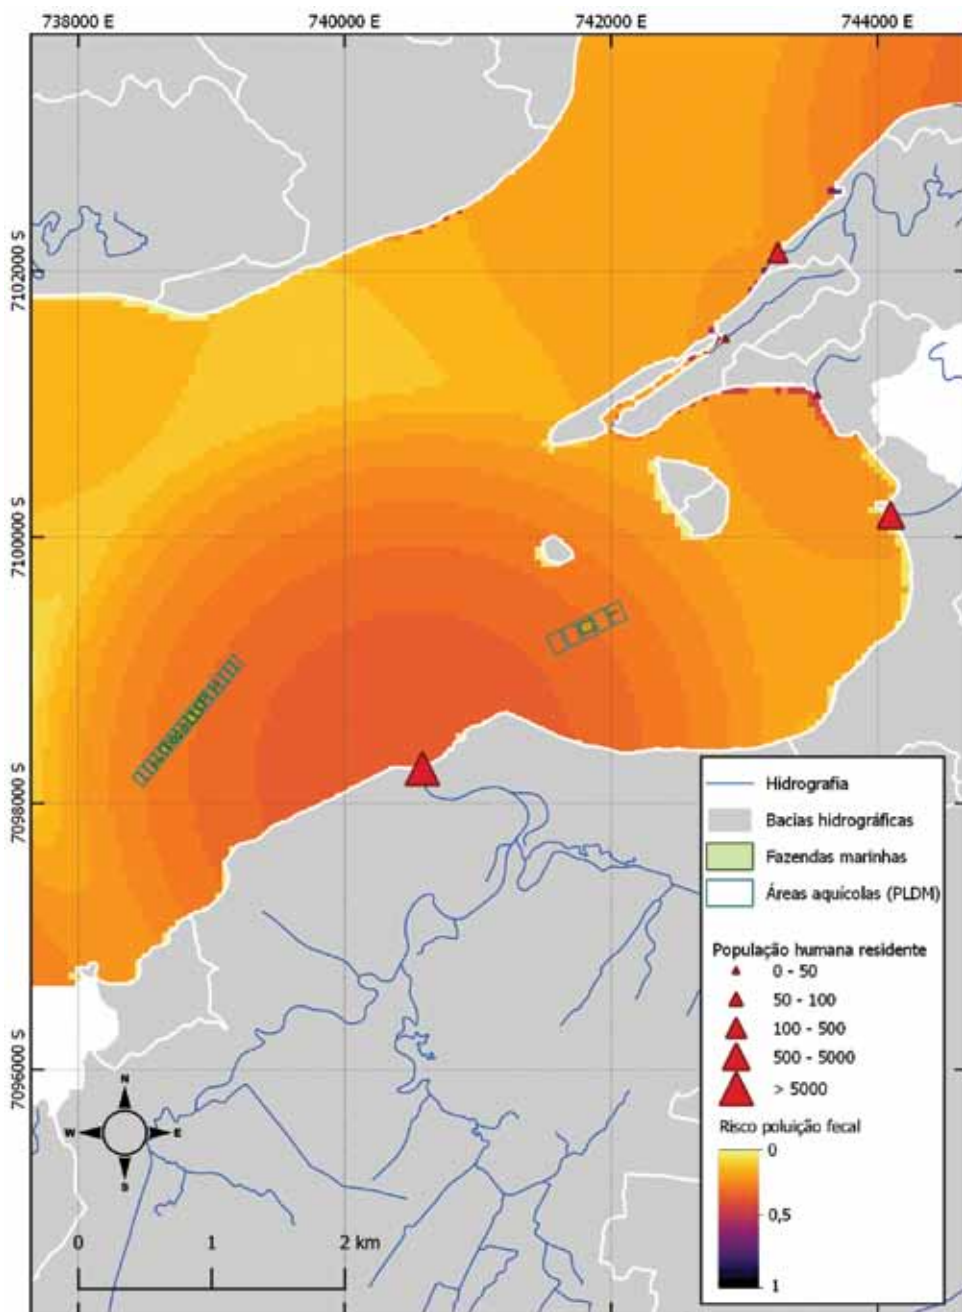 738000 E
740000 E
742000 E
744000 E
7102000 S
7100000 S
7098000 S
7096000 S
Hidrografia
Bacias hidrográficas
Fazendas marinhas
Áreas aquícolas (PLDM)
População humana residente
0 - 50
50 - 100
100 - 500
500 - 5000
> 5000
Risco poluição fecal
0
0,5
1
N
W
E
S
0
1
2 km